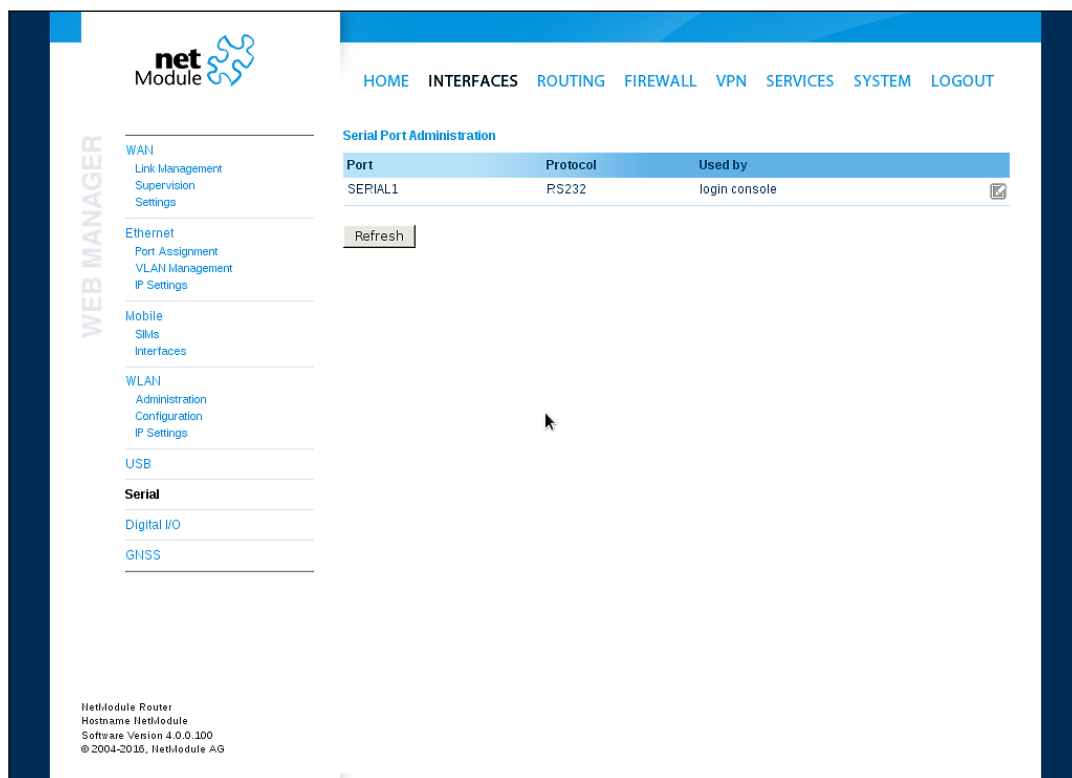 net
Module
HOME INTERFACES ROUTING FIREWALL VPN SERVICES SYSTEM LOGOUT
WEB MANAGER
WAN
Link Management
Supervision
Settings
Ethernet
Port Assignment
VLAN Management
IP Settings
Mobile
SIMs
Interfaces
WLAN
Administration
Configuration
IP Settings
USB
Serial
Digital I/O
GNSS
Serial Port Administration
Port Protocol Used by
SERIAL1 RS232 login console
Refresh
NetModule Router
Hostname NetModule
Software Version 4.0.0.100
© 2004-2016, NetModule AG